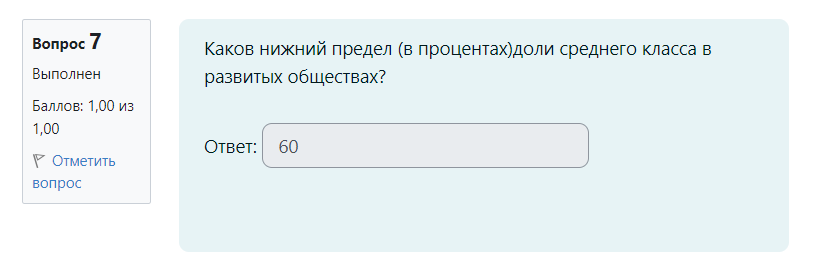 Вопрос 7
Выполнен
Баллов: 1,00 из
1,00
Отметить
вопрос
Каков нижний предел (в процентах)доли среднего класса в
развитых обществах?
Ответ: 60